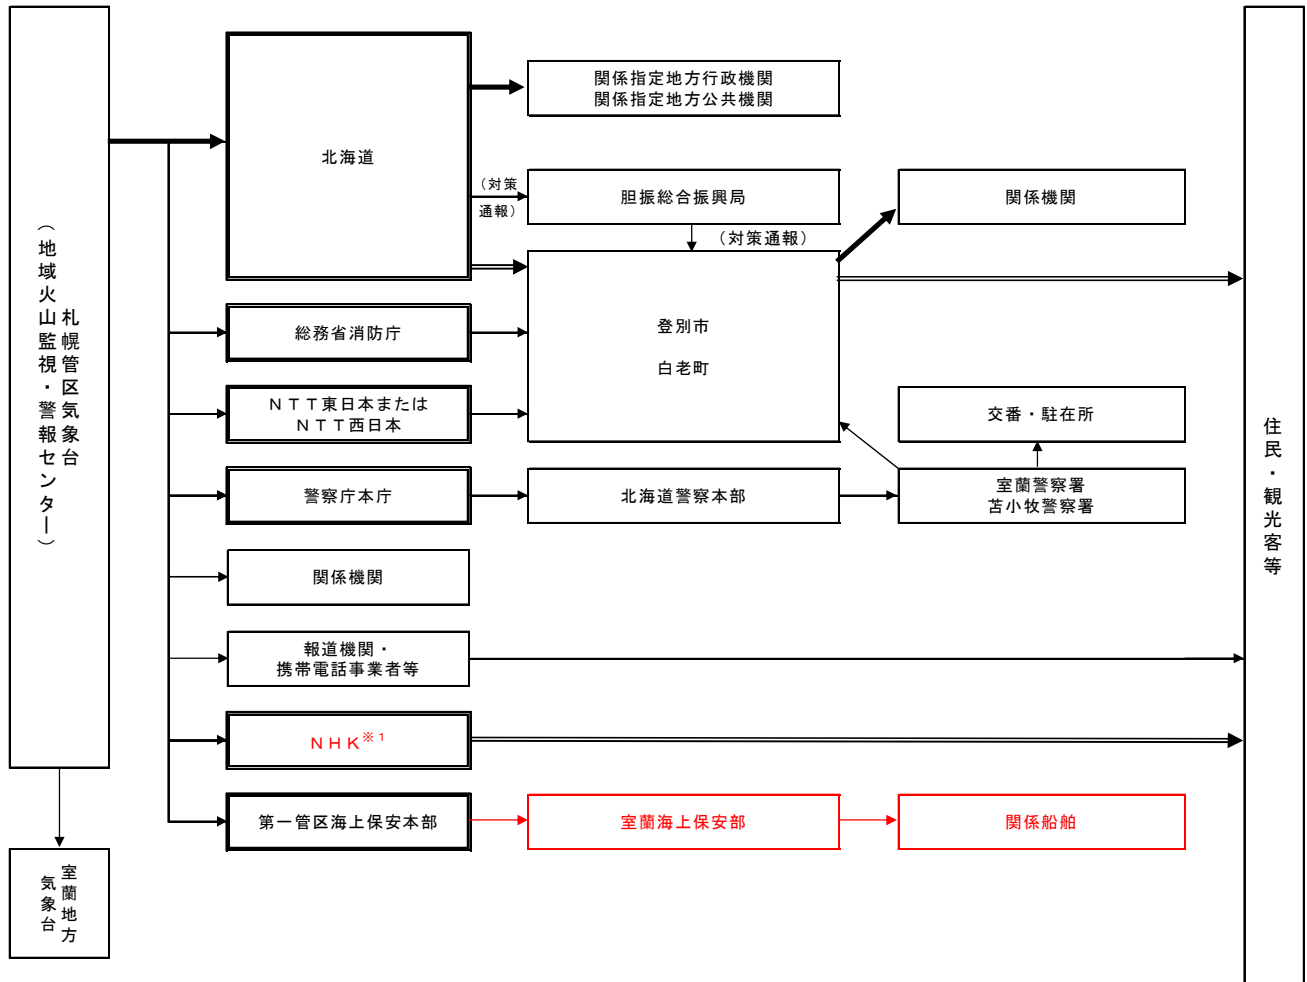 札幌管区気象台
（地域火山監視・警報センター）
室蘭地方
気象台
北海道
総務省消防庁
ＮＴＴ東日本または
ＮＴＴ西日本
警察庁本庁
関係機関
報道機関・
携帯電話事業者等
ＮＨＫ※１
第一管区海上保安本部
（対策
通報）
関係指定地方行政機関
関係指定地方公共機関
胆振総合振興局
（対策通報）
登別市
白老町
北海道警察本部
室蘭海上保安部
関係機関
交番・駐在所
室蘭警察署
苫小牧警察署
関係船舶
住民・観光客等